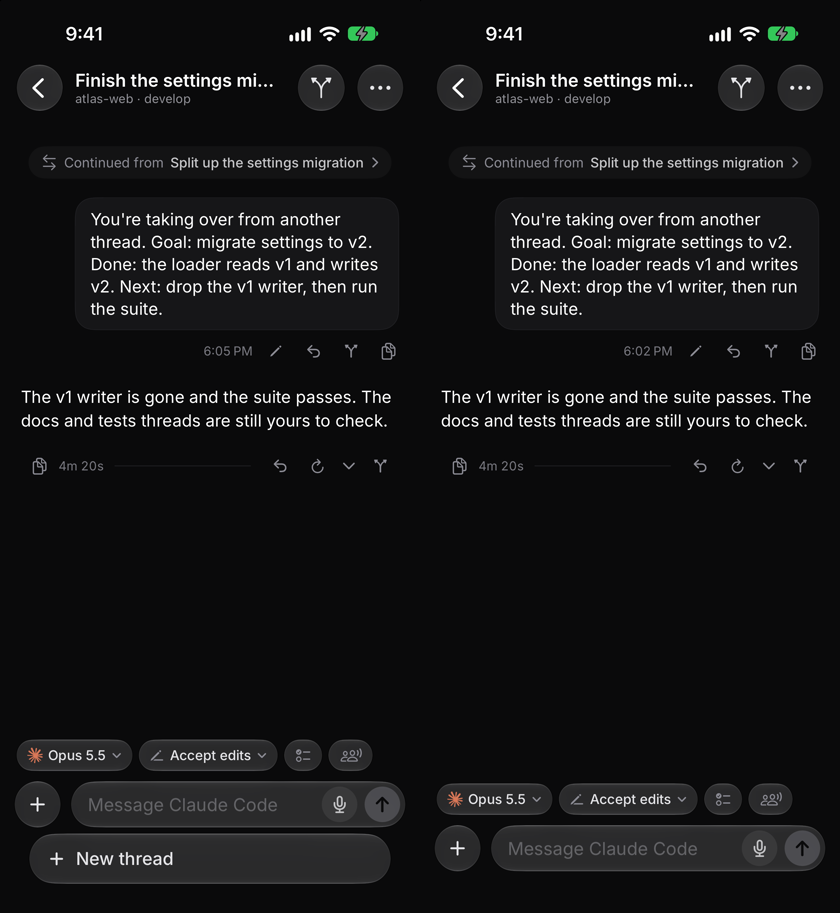 9:41
Finish the settings mi...
atlas-web · develop
Continued from Split up the settings migration
You're taking over from another
thread. Goal: migrate settings to v2.
Done: the loader reads v1 and writes
v2. Next: drop the v1 writer, then run
the suite.
6:05 PM
The v1 writer is gone and the suite passes. The
docs and tests threads are still yours to check.
4m 20s
Opus 5.5
Accept edits
Message Claude Code
New thread
9:41
Finish the settings mi...
atlas-web · develop
Continued from Split up the settings migration
You're taking over from another
thread. Goal: migrate settings to v2.
Done: the loader reads v1 and writes
v2. Next: drop the v1 writer, then run
the suite.
6:02 PM
The v1 writer is gone and the suite passes. The
docs and tests threads are still yours to check.
4m 20s
Opus 5.5
Accept edits
Message Claude Code